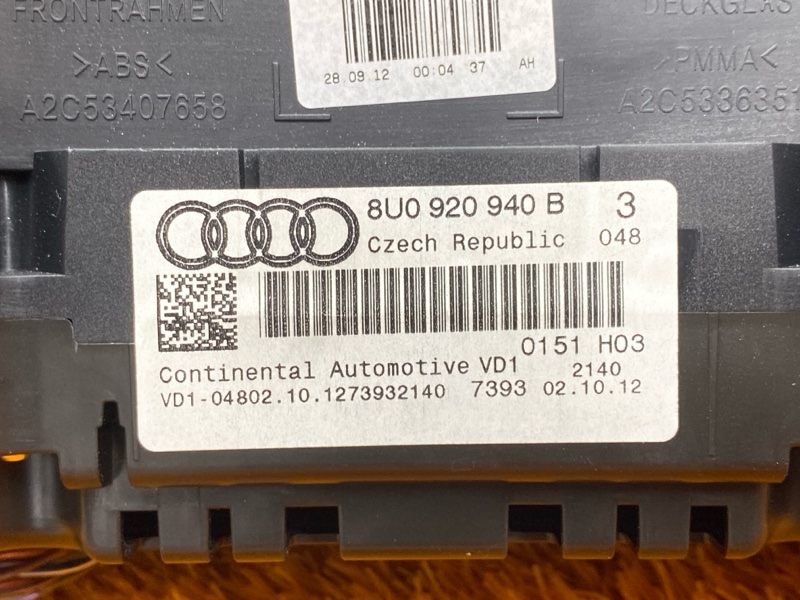 FRONTRAHMEN
>ABS<
A2C53407658
28.09.12 00:04 37 AH
DECKGLAS
>PMMA<
A2C5336351
8U0 920 940 B 3
Czech Republic 048
0151 H03
Continental Automotive VD1 2140
VD1-04802.10.1273932140 7393 02.10.12